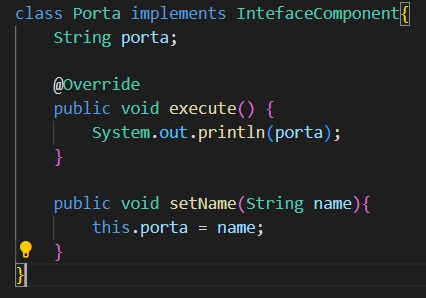 class Porta implements IntefaceComponent{
String porta;
@Override
public void execute() {
System.out.println(porta);
}
public void setName(String name){
this.porta = name;
}
}